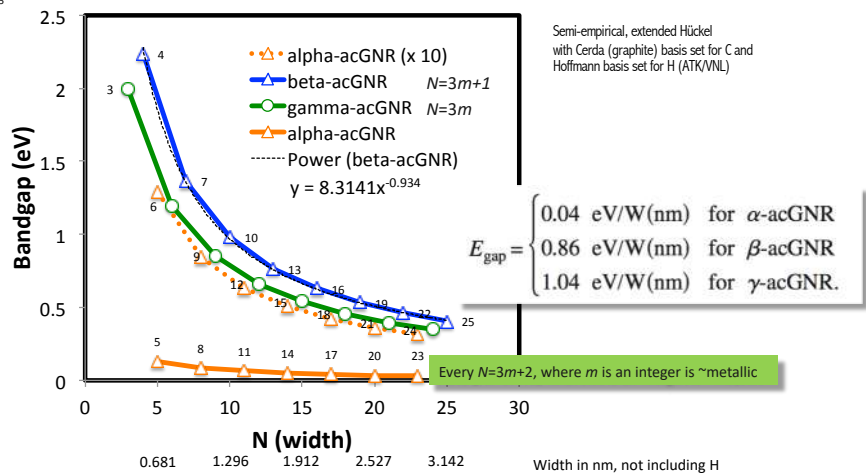 Semi-empirical, extended Hückel
with Cerda (graphite) basis set for C and
Hoffmann basis set for H (ATK/VNL)
Bandgap (eV)
2.5
2
1.5
1
0.5
0
alpha-acGNR (x 10)
beta-acGNR N=3m+1
gamma-acGNR N=3m
alpha-acGNR
Power (beta-acGNR)
y = 8.3141x^-0.934
4
7
10
13
16
19
22
25
3
6
9
12
15
18
21
24
5
8
11
14
17
20
23
E_gap = { 0.04 eV/W(nm) for α-acGNR
0.86 eV/W(nm) for β-acGNR
1.04 eV/W(nm) for γ-acGNR.
Every N=3m+2, where m is an integer is ~metallic
0 5 10 15 20 25 30
N (width)
0.681 1.296 1.912 2.527 3.142 Width in nm, not including H